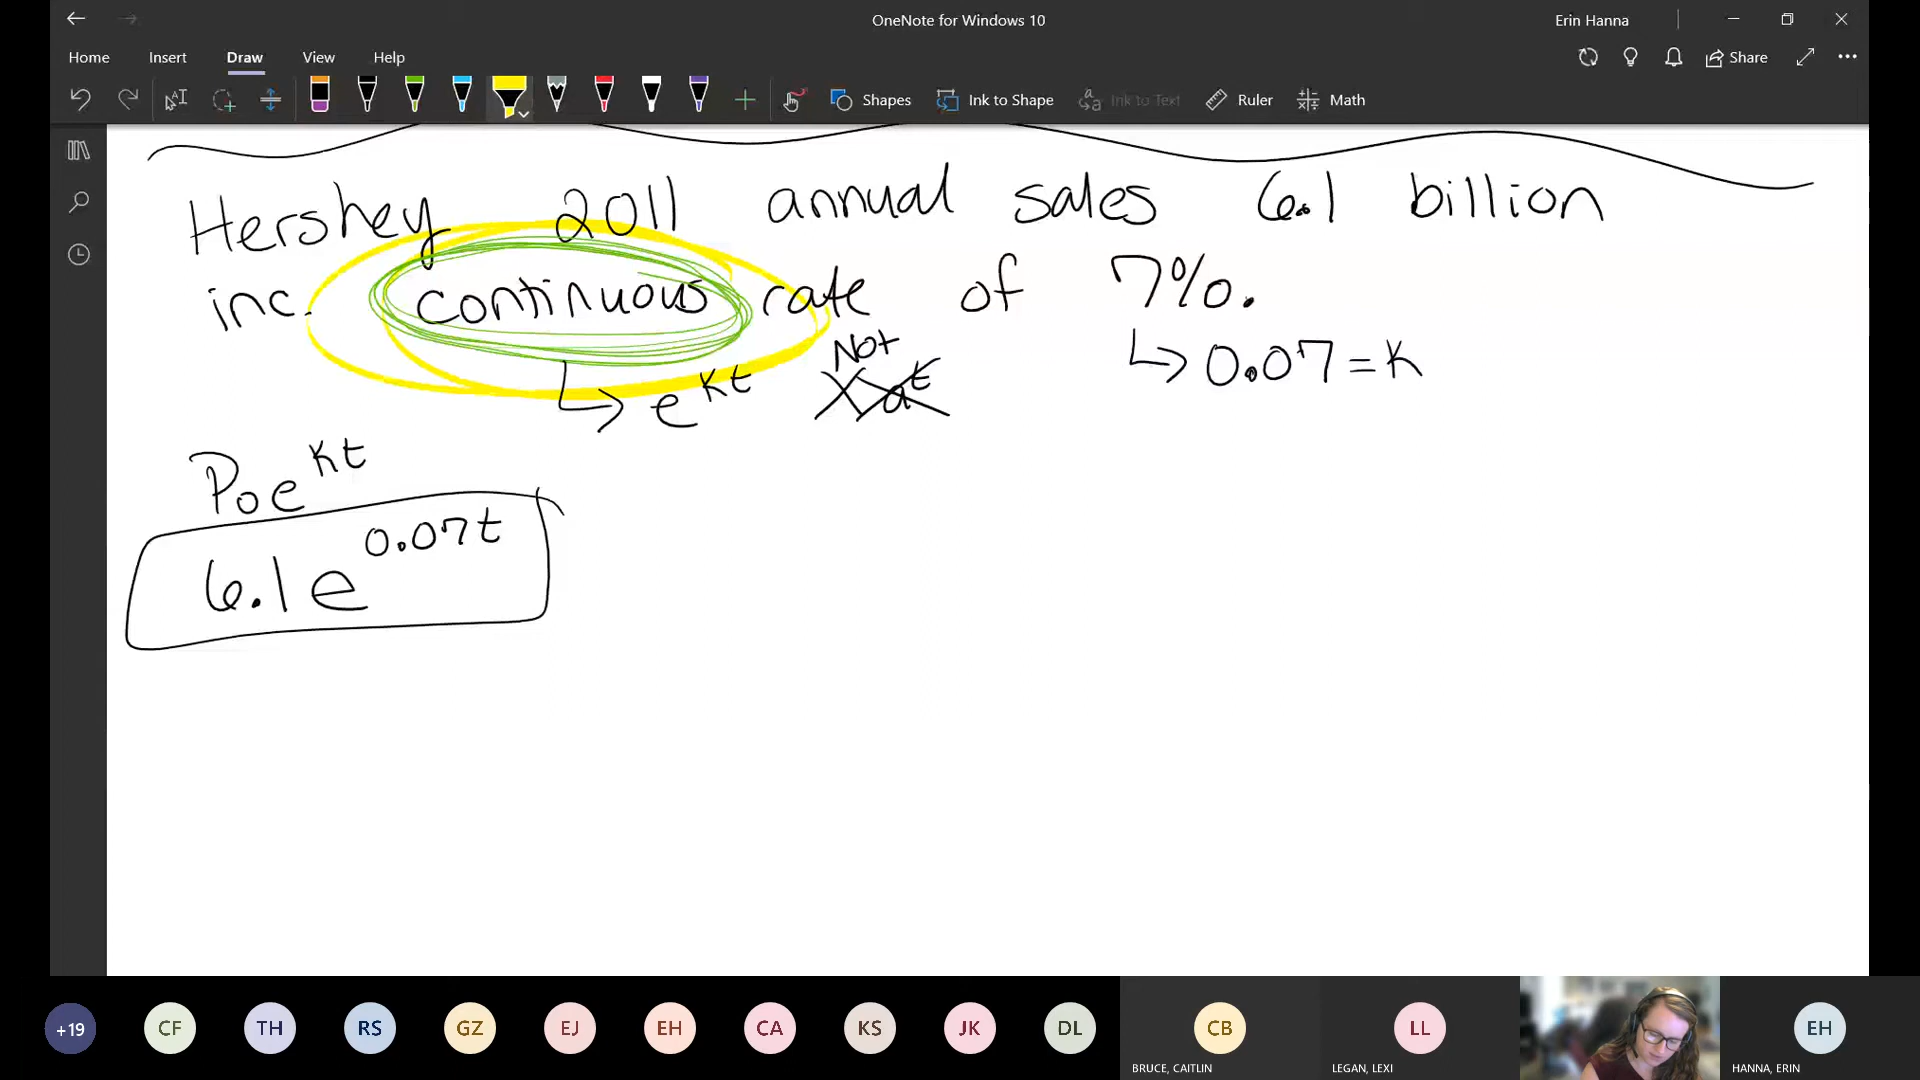 OneNote for Windows 10
Erin Hanna
Home Insert Draw View Help
Share
Shapes Ink to Shape Ink to Text Ruler Math
Hershey 2011 annual sales 6.1 billion
inc. continuous rate of 7%.
Not
↳ e^kt a^t
↳ 0.07 = K
P₀e^kt
6.1e^0.07t
+19 CF TH RS GZ EJ EH CA KS JK DL CB LL EH
BRUCE, CAITLIN LEGAN, LEXI HANNA, ERIN